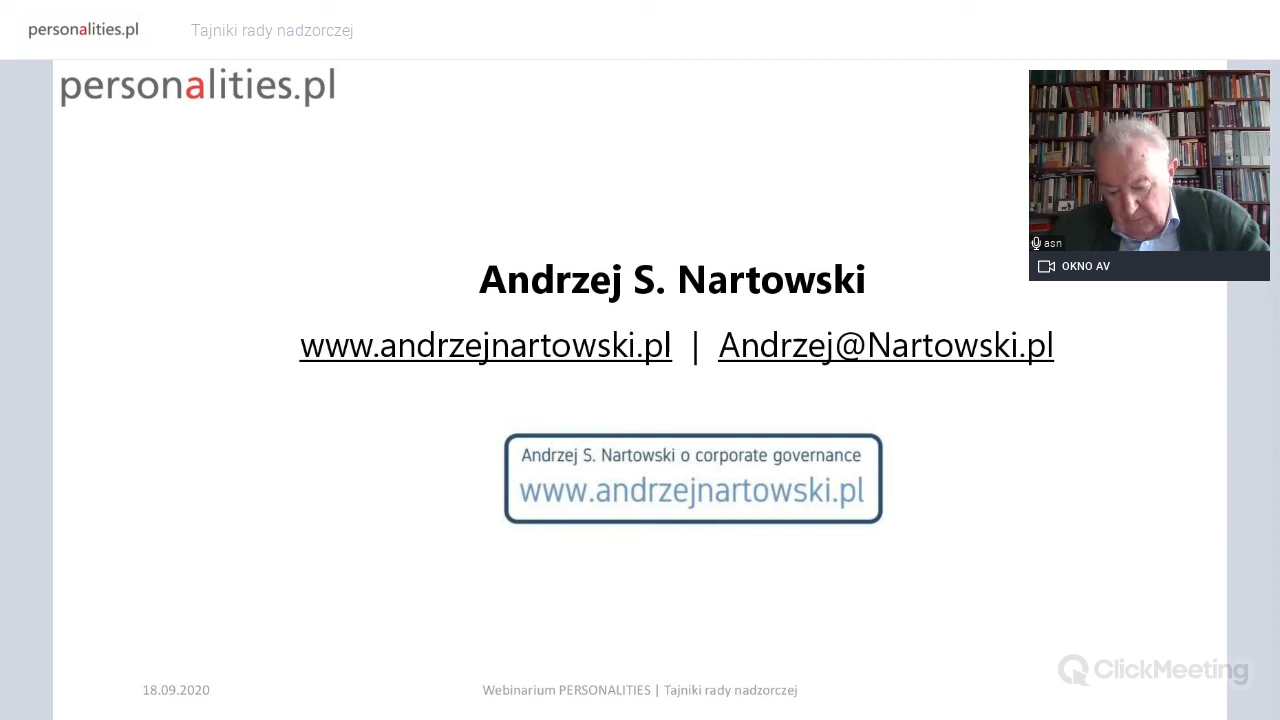 personalities.pl
Tajniki rady nadzorczej
personalities.pl
asn
OKNO AV
Andrzej S. Nartowski
www.andrzejnartowski.pl | Andrzej@Nartowski.pl
Andrzej S. Nartowski o corporate governance
www.andrzejnartowski.pl
ClickMeeting
18.09.2020
Webinarium PERSONALITIES | Tajniki rady nadzorczej